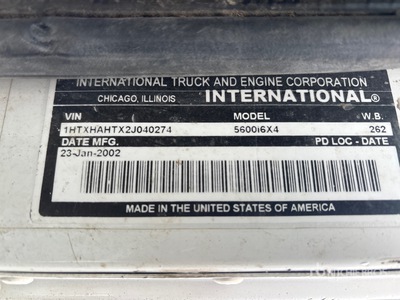 INTERNATIONAL TRUCK AND ENGINE CORPORATION
CHICAGO, ILLINOIS INTERNATIONAL®
VIN MODEL W.B.
1HTXHAHTX2J040274 5600i6X4 262
DATE MFG. PD LOC - DATE
23-Jan-2002
MADE IN THE UNITED STATES OF AMERICA